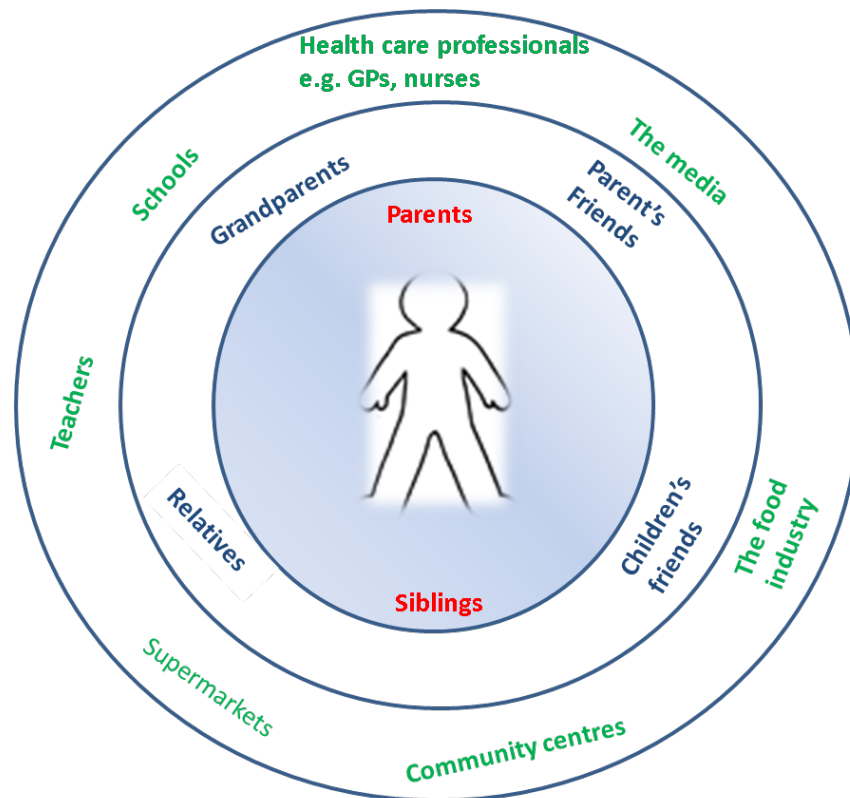 Health care professionals
e.g. GPs, nurses
The media
Schools
Grandparents
Parent's
Friends
Parents
Teachers
Relatives
Children's
friends
The food
industry
Siblings
Supermarkets
Community centres